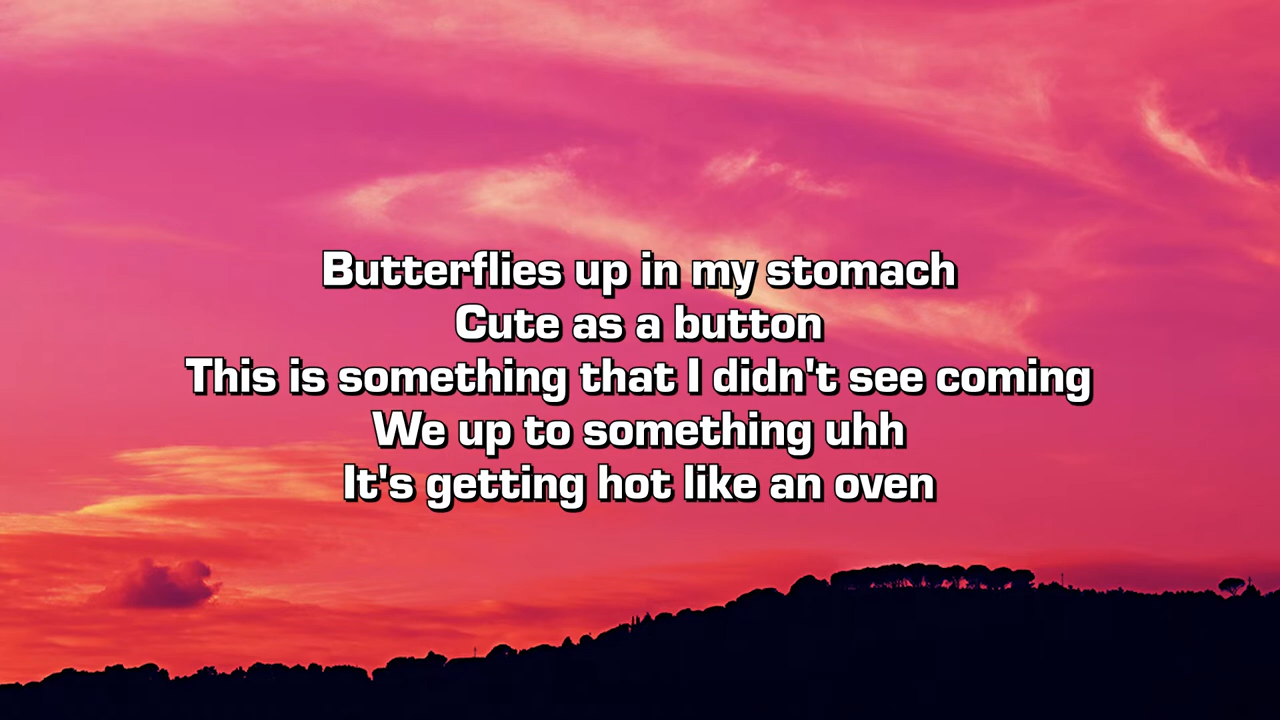 Butterflies up in my stomach
Cute as a button
This is something that I didn't see coming
We up to something uhh
It's getting hot like an oven